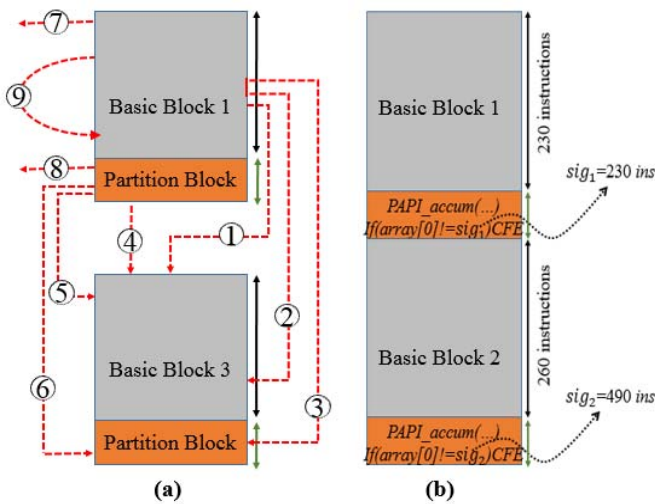 7
9
Basic Block 1
8
Partition Block
4
1
5
2
Basic Block 3
6
3
Partition Block
(a)
Basic Block 1
230 instructions
sig₁=230 ins
PAPI_accum(...)
If(array[0]!=sig₁)CFE
Basic Block 2
260 instructions
sig₂=490 ins
PAPI_accum(...)
If(array[0]!=sig₂)CFE
(b)